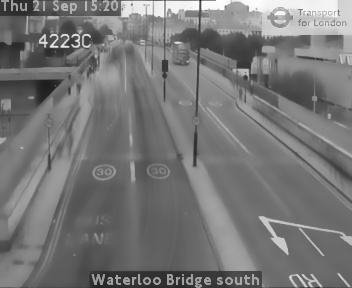 Thu 21 Sep 15:20
4223C
Transport
for London
30 30
BUS
LANE
Waterloo Bridge south